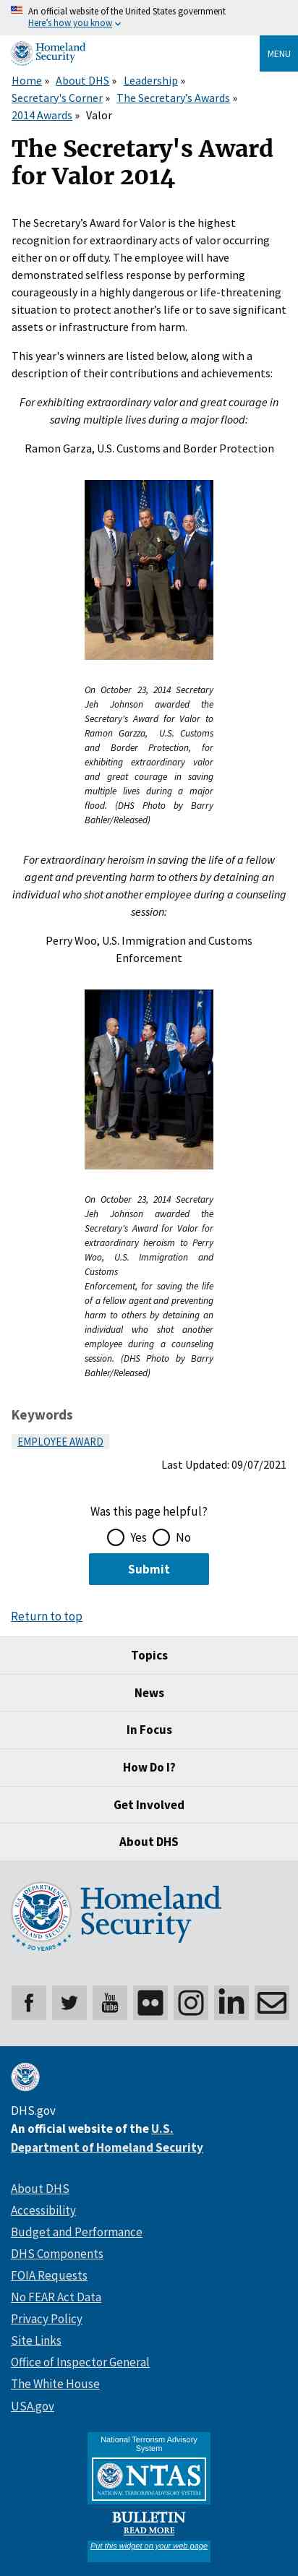 An official website of the United States government
Here's how you know
Homeland
Security
MENU
Home » About DHS » Leadership »
Secretary's Corner » The Secretary’s Awards »
2014 Awards » Valor
The Secretary's Award
for Valor 2014
The Secretary’s Award for Valor is the highest
recognition for extraordinary acts of valor occurring
either on or off duty. The employee will have
demonstrated selfless response by performing
courageously in a highly dangerous or life-threatening
situation to protect another’s life or to save significant
assets or infrastructure from harm.
This year's winners are listed below, along with a
description of their contributions and achievements:
For exhibiting extraordinary valor and great courage in
saving multiple lives during a major flood:
Ramon Garza, U.S. Customs and Border Protection
On October 23, 2014 Secretary
Jeh Johnson awarded the
Secretary's Award for Valor to
Ramon Garzza, U.S. Customs
and Border Protection, for
exhibiting extraordinary valor
and great courage in saving
multiple lives during a major
flood. (DHS Photo by Barry
Bahler/Released)
For extraordinary heroism in saving the life of a fellow
agent and preventing harm to others by detaining an
individual who shot another employee during a counseling
session:
Perry Woo, U.S. Immigration and Customs
Enforcement
On October 23, 2014 Secretary
Jeh Johnson awarded the
Secretary's Award for Valor for
extraordinary heroism to Perry
Woo, U.S. Immigration and
Customs
Enforcement, for saving the life
of a fellow agent and preventing
harm to others by detaining an
individual who shot another
employee during a counseling
session. (DHS Photo by Barry
Bahler/Released)
Keywords
EMPLOYEE AWARD
Last Updated: 09/07/2021
Was this page helpful?
Yes No
Submit
Return to top
Topics
News
In Focus
How Do I?
Get Involved
About DHS
U.S. DEPARTMENT OF HOMELAND SECURITY
20 YEARS
Homeland
Security
You
Tube
DHS.gov
An official website of the U.S.
Department of Homeland Security
About DHS
Accessibility
Budget and Performance
DHS Components
FOIA Requests
No FEAR Act Data
Privacy Policy
Site Links
Office of Inspector General
The White House
USA.gov
National Terrorism Advisory
System
NTAS
NATIONAL TERRORISM ADVISORY SYSTEM
BULLETIN
READ MORE
Put this widget on your web page